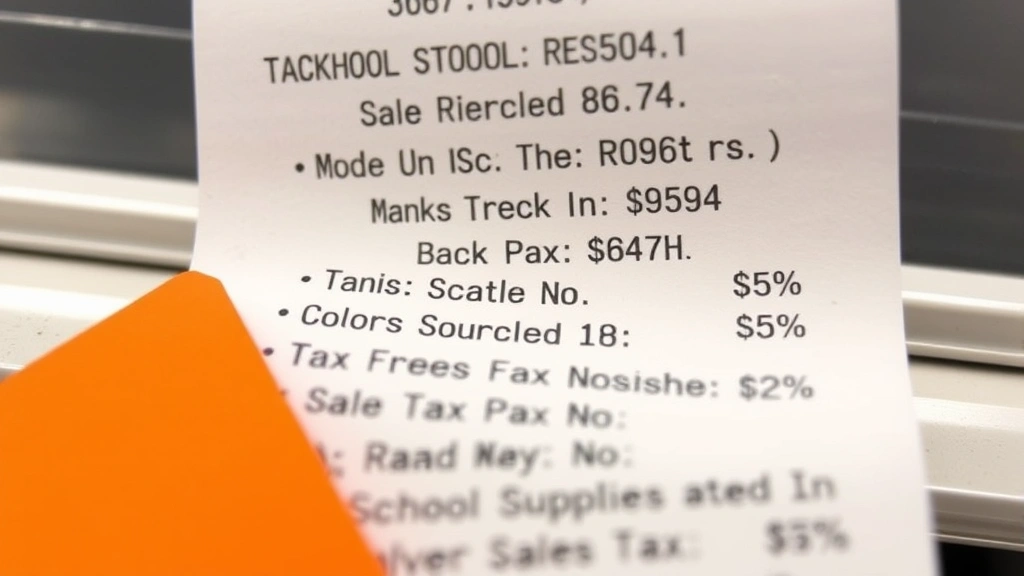 TACKHOOL STOOOL: RES504.1
Sale Riercled 86.74.
• Mode Un ISc. The: R096t rs. )
Manks Treck In: $9594
Back Pax: $647H.
• Tanis: Scatle No. $5%
• Colors Sourcled 18: $5%
• Tax Frees Fax Nosishe: $2%
Sale Tax Pax No:
Raad Mey: No:
School Supplies ated In
Sales Tax: $5%